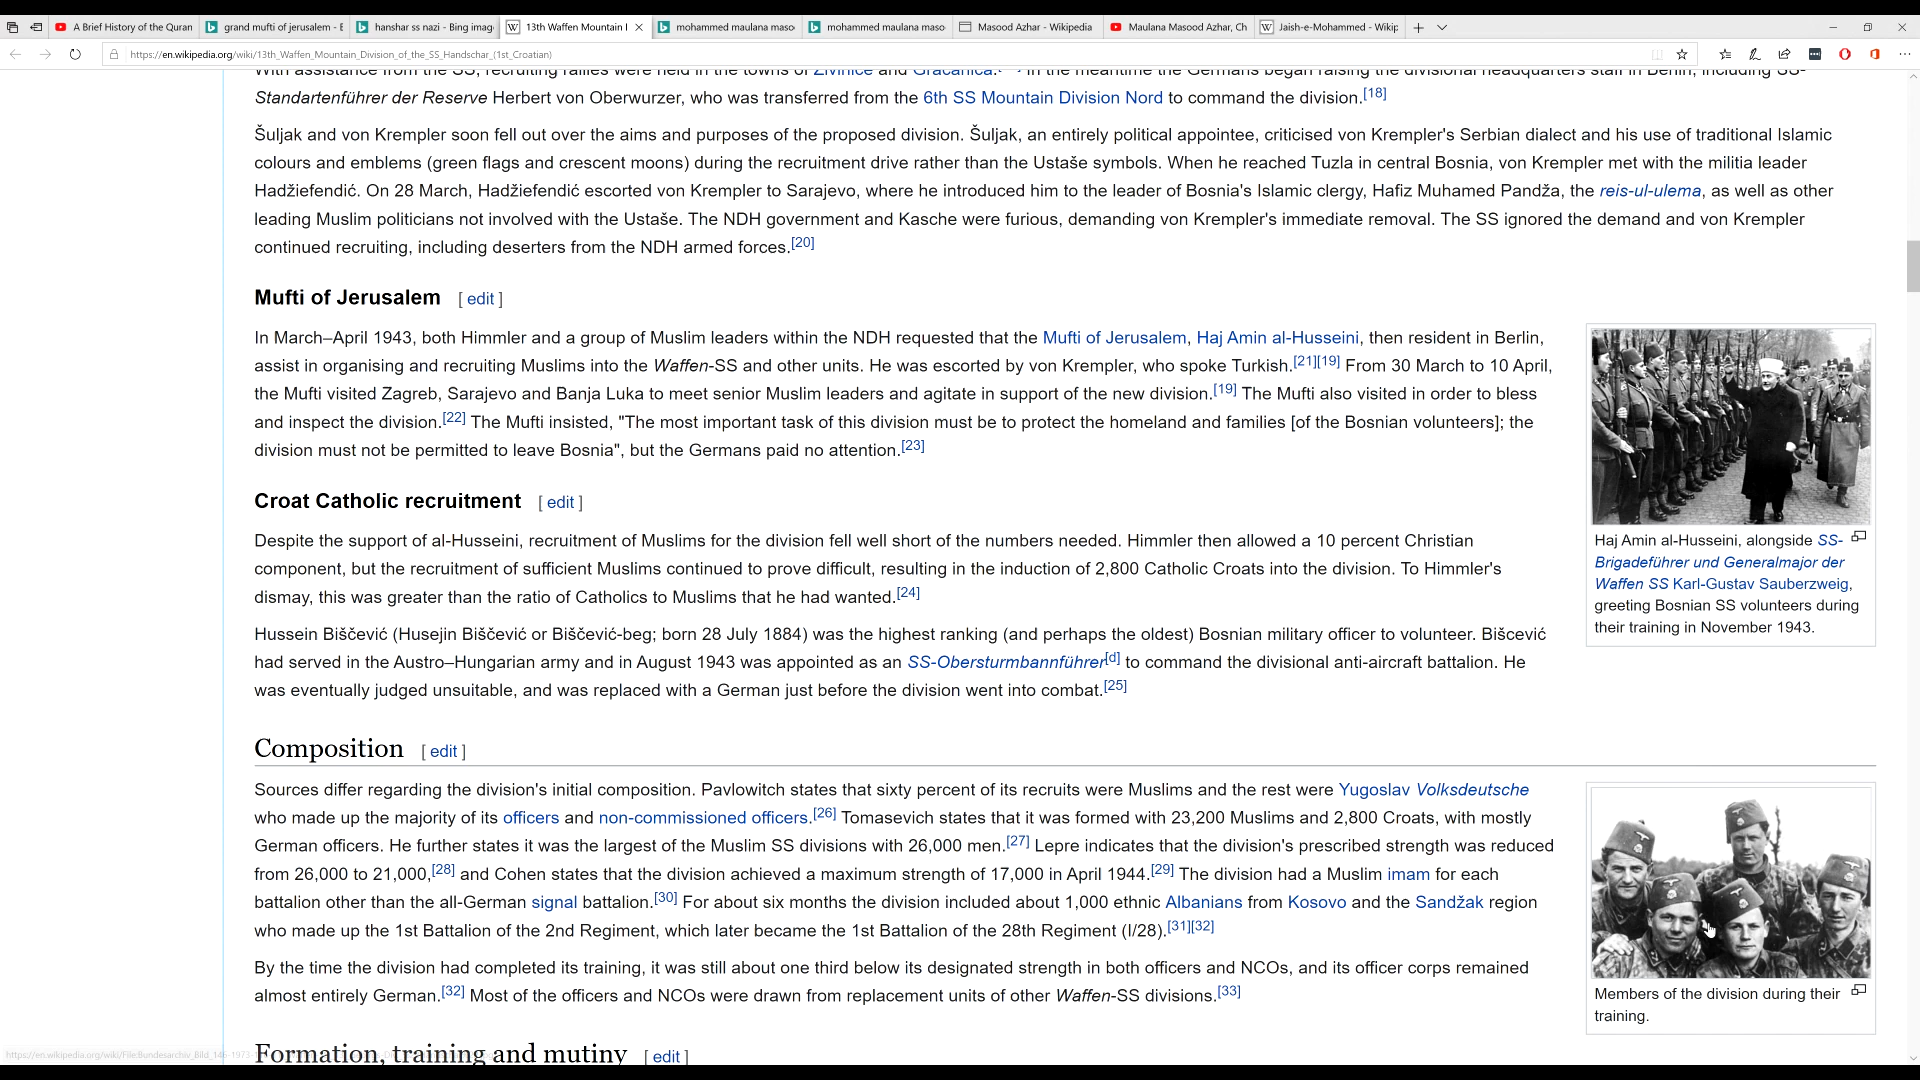 A Brief History of the Quran
grand mufti of jerusalem - E
hanshar ss nazi - Bing imag
13th Waffen Mountain I
mohammed maulana maso
mohammed maulana maso
Masood Azhar - Wikipedia
Maulana Masood Azhar, Ch
Jaish-e-Mohammed - Wikip
https://en.wikipedia.org/wiki/13th_Waffen_Mountain_Division_of_the_SS_Handschar_(1st_Croatian)
With assistance from the SS, recruiting rallies were held in the towns of Živinice and Gračanica. In the meantime the Germans began raising the divisional headquarters staff in Berlin, including SS-
Standartenführer der Reserve Herbert von Oberwurzer, who was transferred from the 6th SS Mountain Division Nord to command the division.[18]
Šuljak and von Krempler soon fell out over the aims and purposes of the proposed division. Šuljak, an entirely political appointee, criticised von Krempler's Serbian dialect and his use of traditional Islamic
colours and emblems (green flags and crescent moons) during the recruitment drive rather than the Ustaše symbols. When he reached Tuzla in central Bosnia, von Krempler met with the militia leader
Hadžiefendić. On 28 March, Hadžiefendić escorted von Krempler to Sarajevo, where he introduced him to the leader of Bosnia's Islamic clergy, Hafiz Muhamed Pandža, the reis-ul-ulema, as well as other
leading Muslim politicians not involved with the Ustaše. The NDH government and Kasche were furious, demanding von Krempler's immediate removal. The SS ignored the demand and von Krempler
continued recruiting, including deserters from the NDH armed forces.[20]
Mufti of Jerusalem [ edit ]
In March–April 1943, both Himmler and a group of Muslim leaders within the NDH requested that the Mufti of Jerusalem, Haj Amin al-Husseini, then resident in Berlin,
assist in organising and recruiting Muslims into the Waffen-SS and other units. He was escorted by von Krempler, who spoke Turkish.[21][19] From 30 March to 10 April,
the Mufti visited Zagreb, Sarajevo and Banja Luka to meet senior Muslim leaders and agitate in support of the new division.[19] The Mufti also visited in order to bless
and inspect the division.[22] The Mufti insisted, "The most important task of this division must be to protect the homeland and families [of the Bosnian volunteers]; the
division must not be permitted to leave Bosnia", but the Germans paid no attention.[23]
Haj Amin al-Husseini, alongside SS-
Brigadeführer und Generalmajor der
Waffen SS Karl-Gustav Sauberzweig,
greeting Bosnian SS volunteers during
their training in November 1943.
Croat Catholic recruitment [ edit ]
Despite the support of al-Husseini, recruitment of Muslims for the division fell well short of the numbers needed. Himmler then allowed a 10 percent Christian
component, but the recruitment of sufficient Muslims continued to prove difficult, resulting in the induction of 2,800 Catholic Croats into the division. To Himmler's
dismay, this was greater than the ratio of Catholics to Muslims that he had wanted.[24]
Hussein Biščević (Husejin Biščević or Biščević-beg; born 28 July 1884) was the highest ranking (and perhaps the oldest) Bosnian military officer to volunteer. Bišcević
had served in the Austro–Hungarian army and in August 1943 was appointed as an SS-Obersturmbannführer[d] to command the divisional anti-aircraft battalion. He
was eventually judged unsuitable, and was replaced with a German just before the division went into combat.[25]
Composition [ edit ]
Sources differ regarding the division's initial composition. Pavlowitch states that sixty percent of its recruits were Muslims and the rest were Yugoslav Volksdeutsche
who made up the majority of its officers and non-commissioned officers.[26] Tomasevich states that it was formed with 23,200 Muslims and 2,800 Croats, with mostly
German officers. He further states it was the largest of the Muslim SS divisions with 26,000 men.[27] Lepre indicates that the division's prescribed strength was reduced
from 26,000 to 21,000,[28] and Cohen states that the division achieved a maximum strength of 17,000 in April 1944.[29] The division had a Muslim imam for each
battalion other than the all-German signal battalion.[30] For about six months the division included about 1,000 ethnic Albanians from Kosovo and the Sandžak region
who made up the 1st Battalion of the 2nd Regiment, which later became the 1st Battalion of the 28th Regiment (I/28).[31][32]
By the time the division had completed its training, it was still about one third below its designated strength in both officers and NCOs, and its officer corps remained
almost entirely German.[32] Most of the officers and NCOs were drawn from replacement units of other Waffen-SS divisions.[33]
Members of the division during their
training.
Formation, training and mutiny [ edit ]